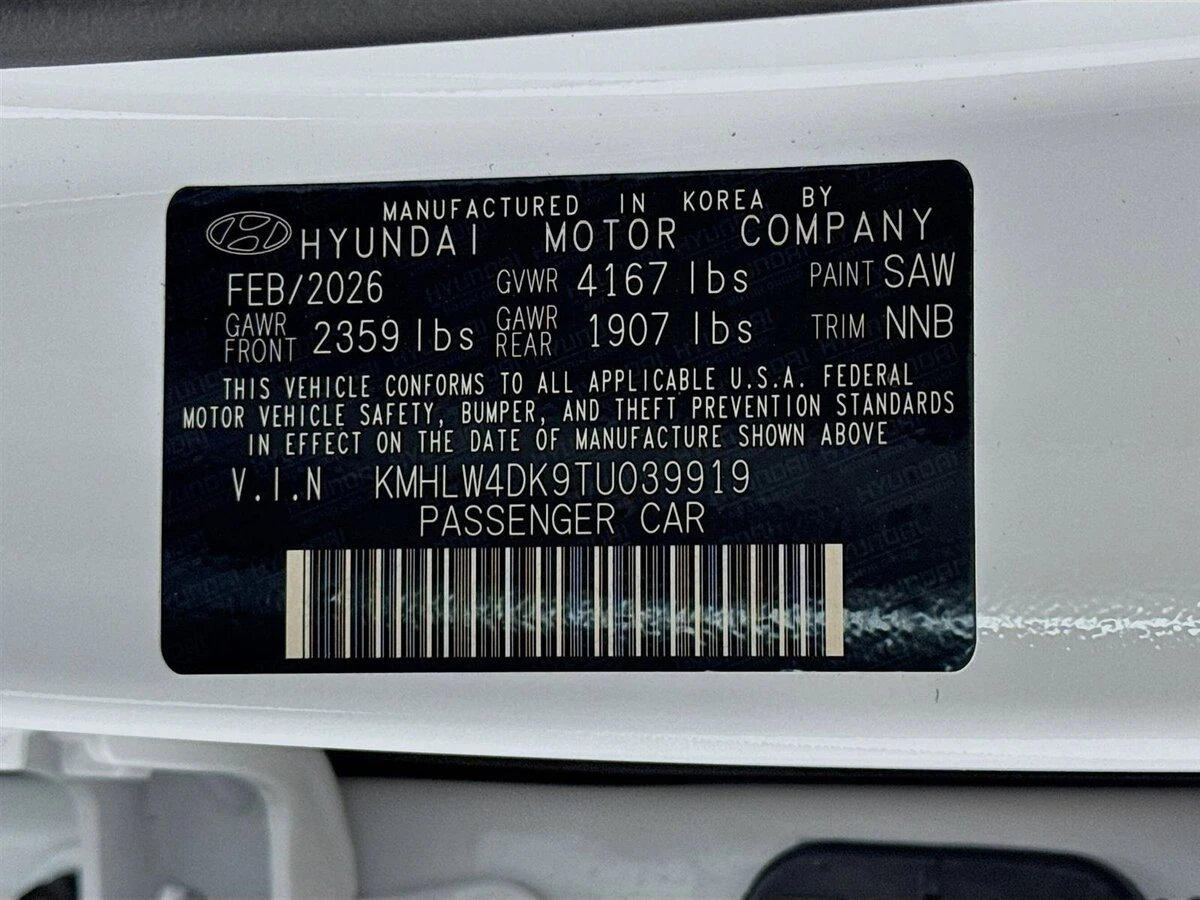 MANUFACTURED IN KOREA BY
HYUNDAI MOTOR COMPANY
FEB/2026 GVWR 4167 lbs PAINT SAW
GAWR FRONT 2359 lbs GAWR REAR 1907 lbs TRIM NNB
THIS VEHICLE CONFORMS TO ALL APPLICABLE U.S.A. FEDERAL
MOTOR VEHICLE SAFETY, BUMPER, AND THEFT PREVENTION STANDARDS
IN EFFECT ON THE DATE OF MANUFACTURE SHOWN ABOVE
V.I.N KMHLW4DK9TU039919
PASSENGER CAR